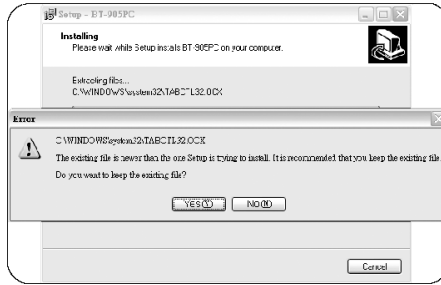 Setup - BT-905PC
Installing
Please wait while Setup installs BT-905PC on your computer.
Extracting files...
C:\WINDOWS\system32\TABCTL32.OCX
Error
C:\WINDOWS\system32\TABCTL32.OCX
The existing file is newer than the one Setup is trying to install. It is recommended that you keep the existing file.
Do you want to keep the existing file?
YES(Y) NO(N)
Cancel